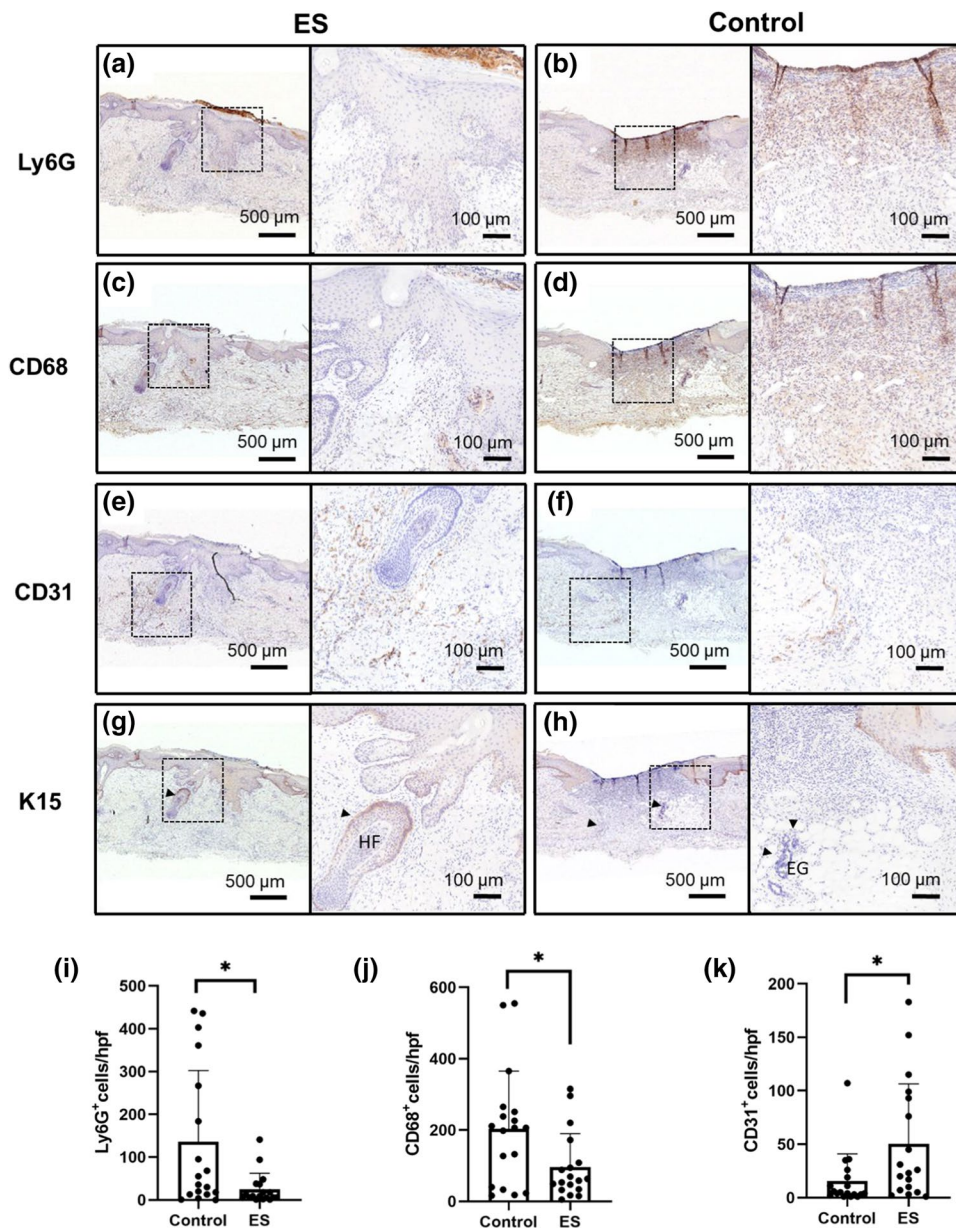 ES Control
(a) (b)
Ly6G
500 µm 100 µm 500 µm 100 µm
(c) (d)
CD68
500 µm 100 µm 500 µm 100 µm
(e) (f)
CD31
500 µm 100 µm 500 µm 100 µm
(g) (h)
K15
HF EG
500 µm 100 µm 500 µm 100 µm
(i) (j) (k)
* * *
Ly6G⁺cells/hpf
500
400
300
200
100
0
Control ES
CD68⁺cells/hpf
600
400
200
0
Control ES
CD31⁺cells/hpf
200
150
100
50
0
Control ES